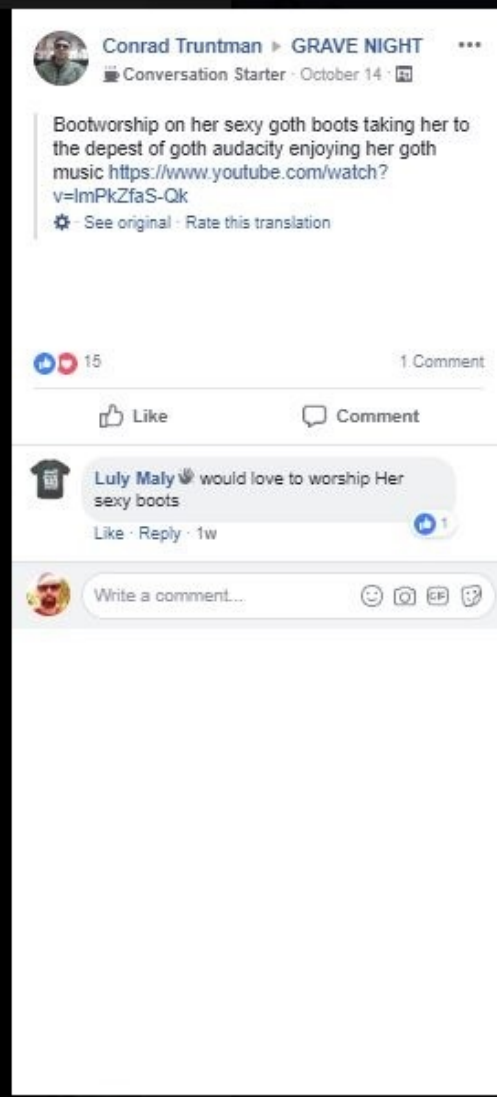 Conrad Truntman ▸ GRAVE NIGHT
Conversation Starter · October 14 ·
Bootworship on her sexy goth boots taking her to
the depest of goth audacity enjoying her goth
music https://www.youtube.com/watch?
v=lmPkZfaS-Qk
· See original · Rate this translation
15
1 Comment
Like
Comment
Luly Maly would love to worship Her
sexy boots
1
Like · Reply · 1w
Write a comment...
GIF